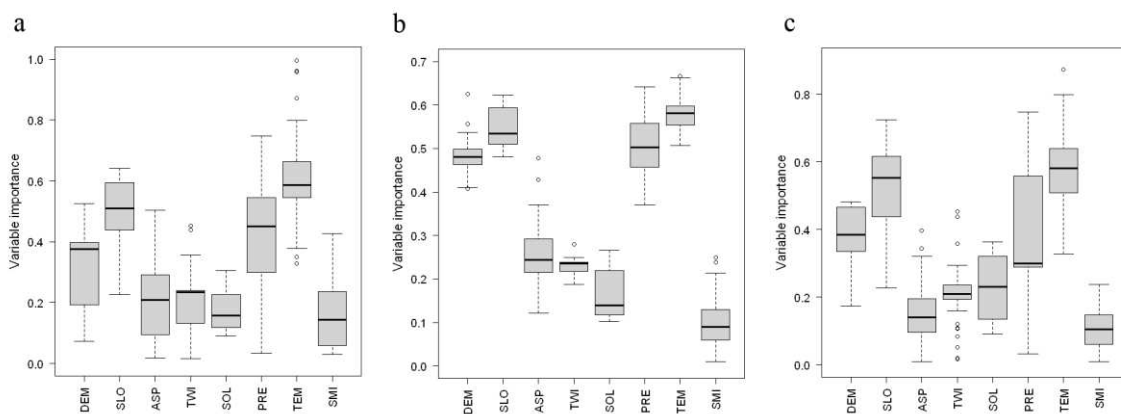 a
Variable importance
1.0
0.8
0.6
0.4
0.2
0.0
DEM SLO ASP TWI SOL PRE TEM SMI
b
Variable importance
0.7
0.6
0.5
0.4
0.3
0.2
0.1
0.0
DEM SLO ASP TWI SOL PRE TEM SMI
c
Variable importance
0.8
0.6
0.4
0.2
0.0
DEM SLO ASP TWI SOL PRE TEM SMI